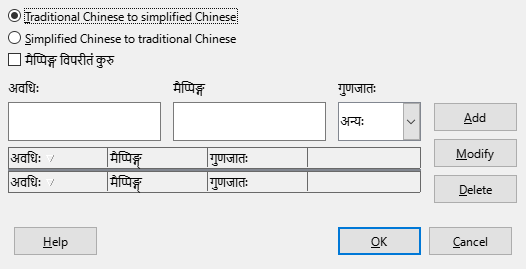 Traditional Chinese to simplified Chinese
Simplified Chinese to traditional Chinese
मैप्पिङ्ग विपरीतं कुरु
अवधिः मैप्पिङ्ग् गुणजातः
अन्यः Add
अवधिः मैप्पिङ्ग् गुणजातः
Modify
अवधिः मैप्पिङ्ग् गुणजातः
Delete
Help OK Cancel